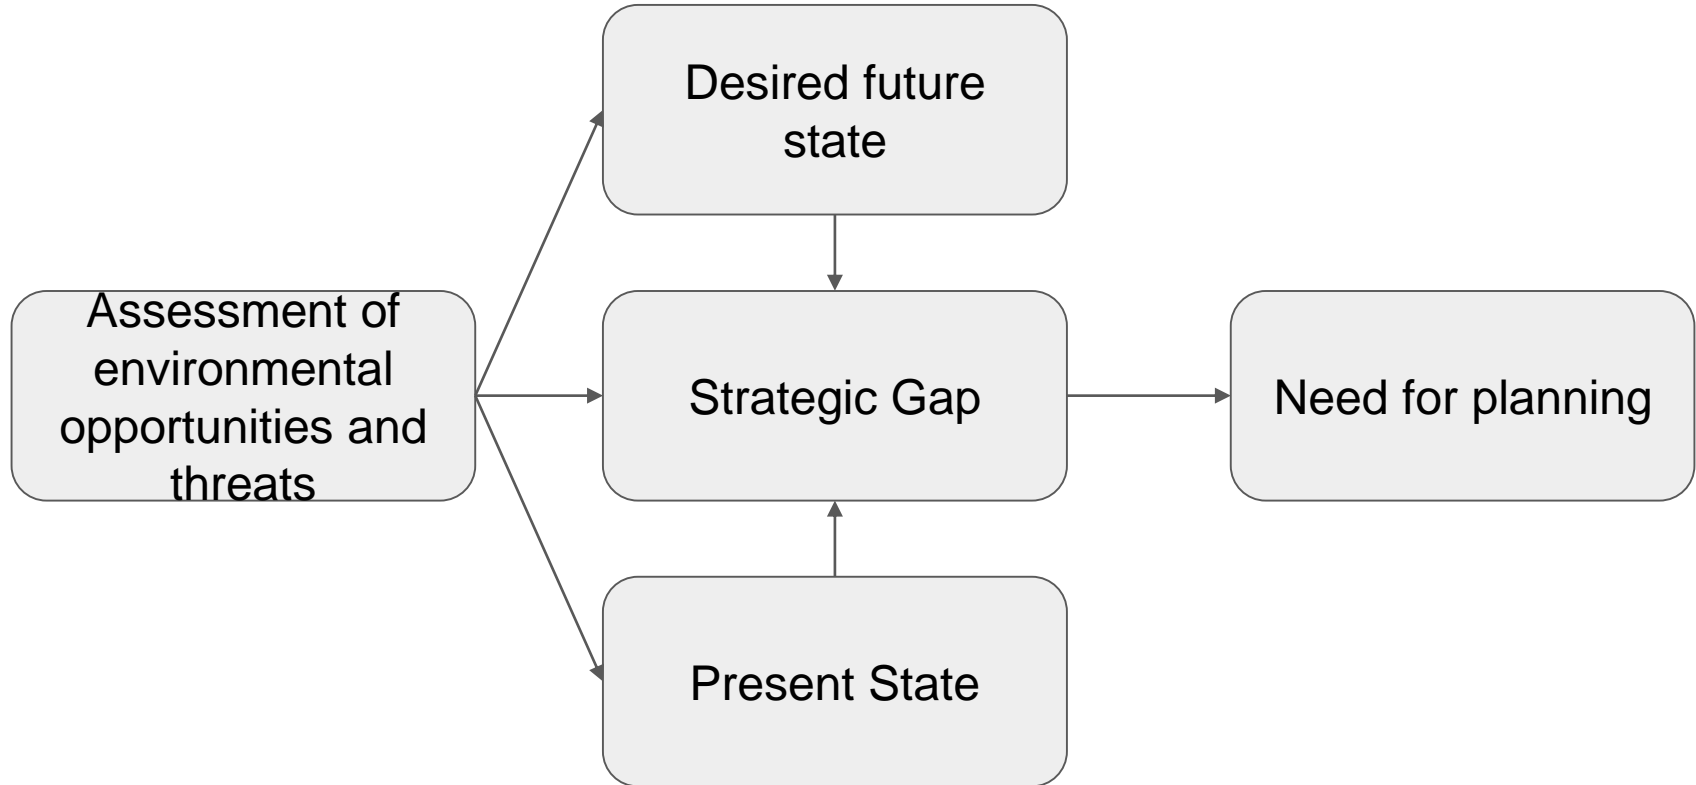 Desired future
state
Assessment of
environmental
opportunities and
threats
Strategic Gap
Need for planning
Present State